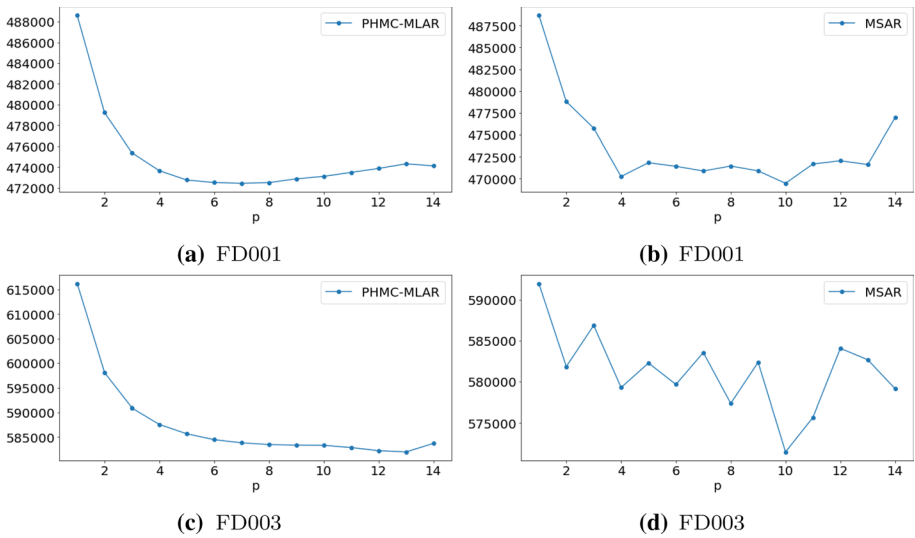 488000
486000
484000
482000
480000
478000
476000
474000
472000
2 4 6 8 10 12 14
p
PHMC-MLAR
(a) FD001
487500
485000
482500
480000
477500
475000
472500
470000
2 4 6 8 10 12 14
p
MSAR
(b) FD001
615000
610000
605000
600000
595000
590000
585000
2 4 6 8 10 12 14
p
PHMC-MLAR
(c) FD003
590000
585000
580000
575000
2 4 6 8 10 12 14
p
MSAR
(d) FD003